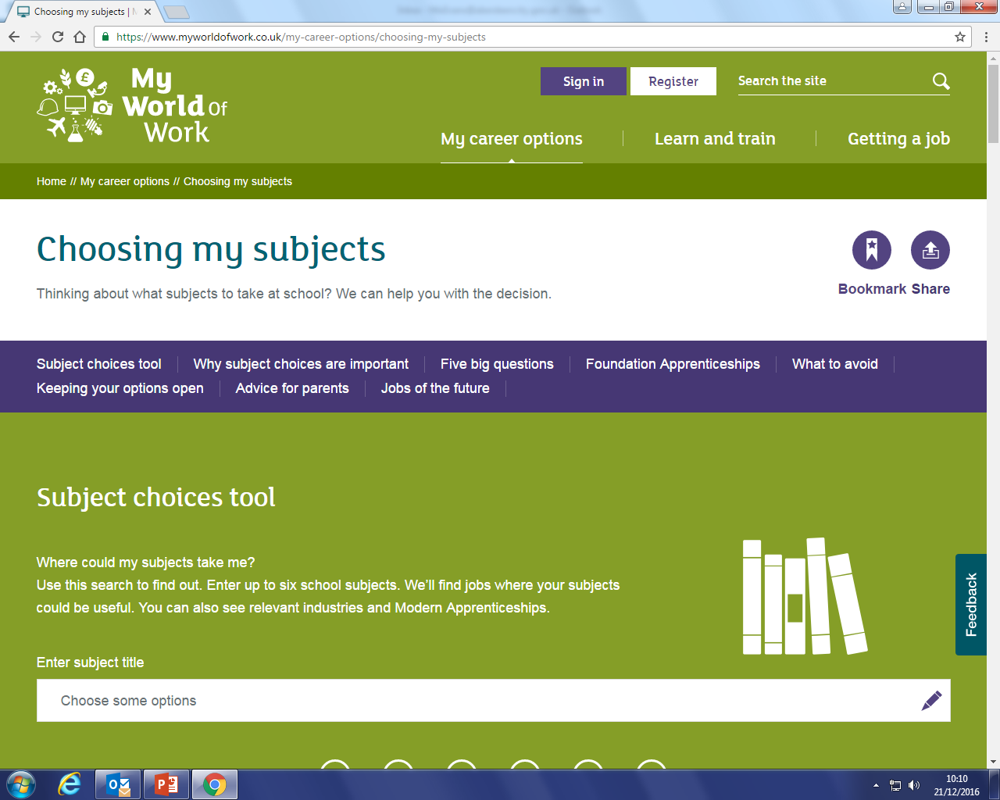 Choosing my subjects |
https://www.myworldofwork.co.uk/my-career-options/choosing-my-subjects
My
World Of
Work
Sign in
Register
Search the site
My career options
Learn and train
Getting a job
Home // My career options // Choosing my subjects
Choosing my subjects
Thinking about what subjects to take at school? We can help you with the decision.
Bookmark
Share
Subject choices tool
Why subject choices are important
Five big questions
Foundation Apprenticeships
What to avoid
Keeping your options open
Advice for parents
Jobs of the future
Subject choices tool
Where could my subjects take me?
Use this search to find out. Enter up to six school subjects. We’ll find jobs where your subjects
could be useful. You can also see relevant industries and Modern Apprenticeships.
Feedback
Enter subject title
Choose some options
10:10
21/12/2016